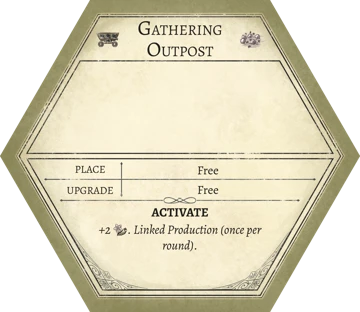 GATHERING
OUTPOST
PLACE Free
UPGRADE Free
ACTIVATE
+2 . Linked Production (once per
round).